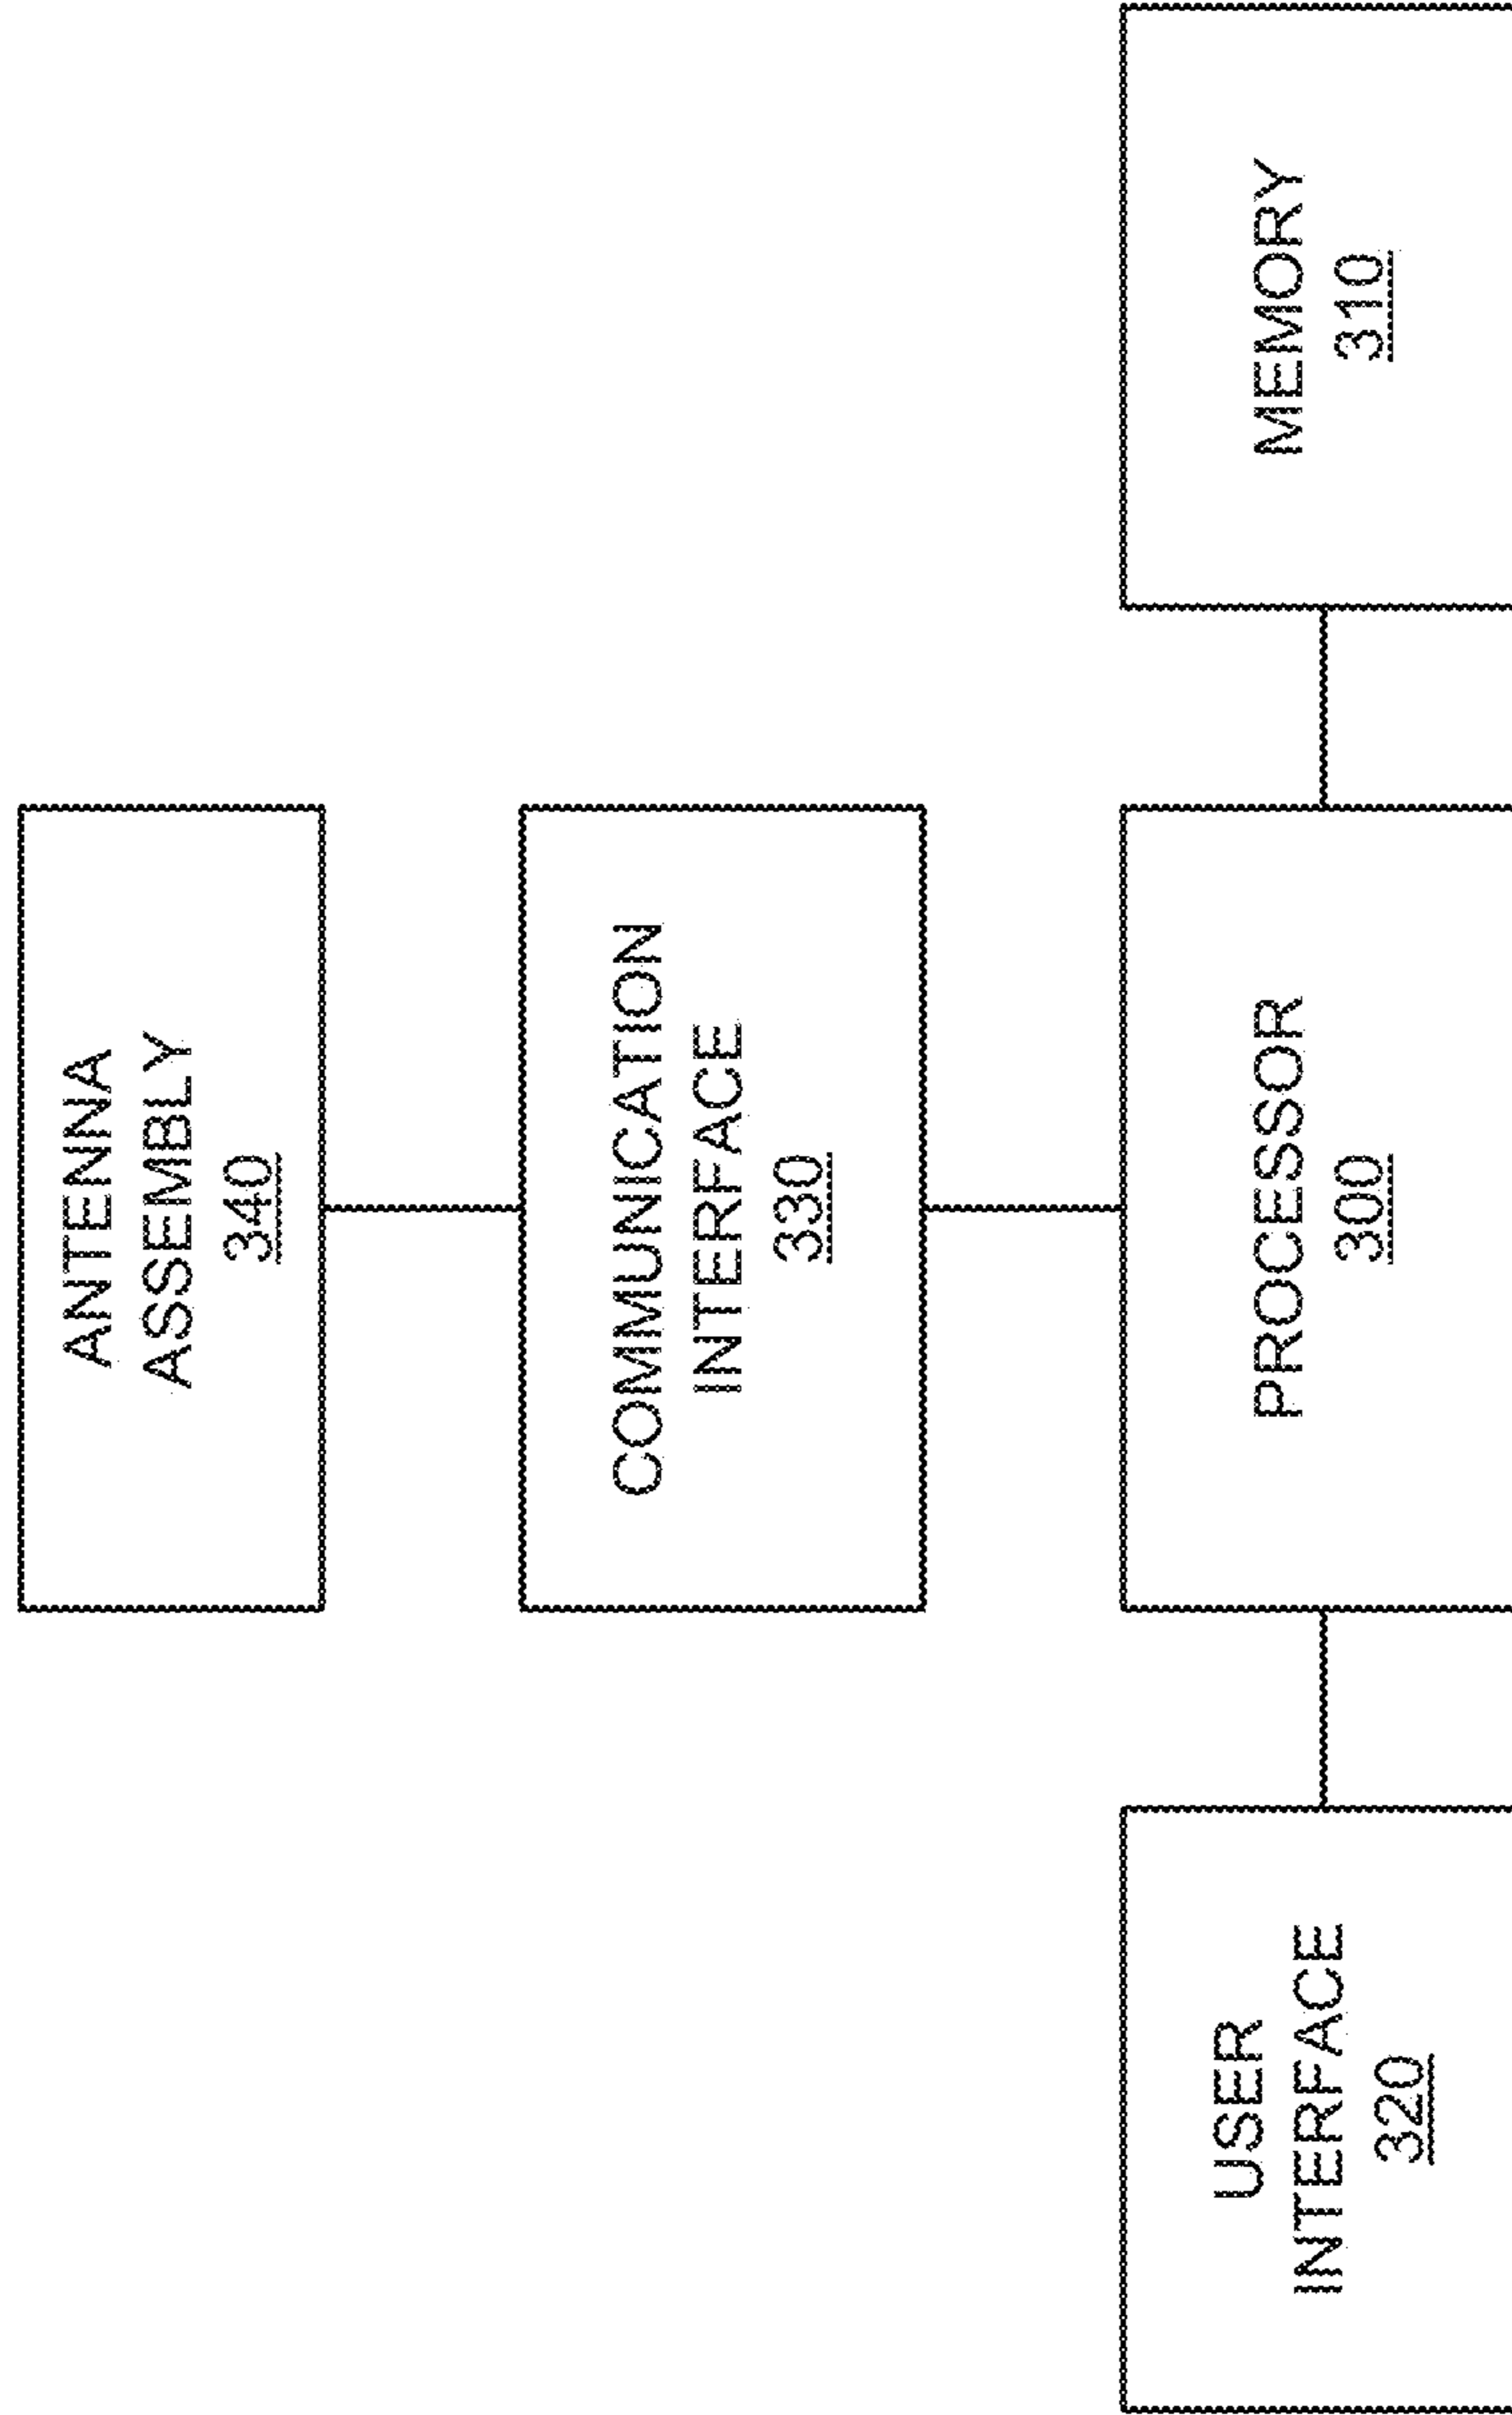 ANTENNA
ASSEMBLY
340
COMMUNICATION
INTERFACE
330
USER
INTERFACE
320
PROCESSOR
300
MEMORY
310